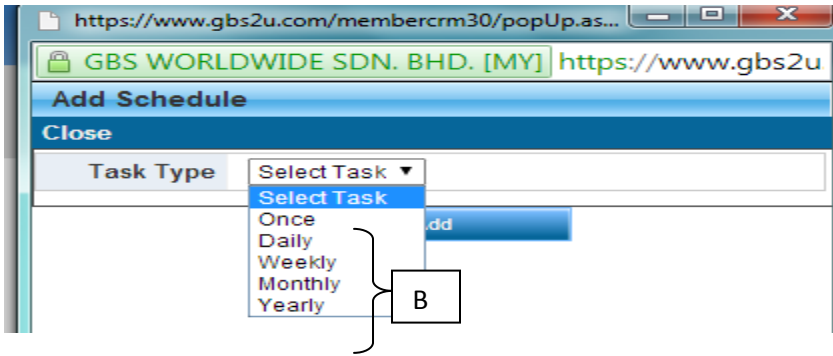 https://www.gbs2u.com/membercrm30/popUp.as...
GBS WORLDWIDE SDN. BHD. [MY] https://www.gbs2u
Add Schedule
Close
Task Type Select Task
Select Task
Once
dd
Daily
Weekly
Monthly
Yearly
B